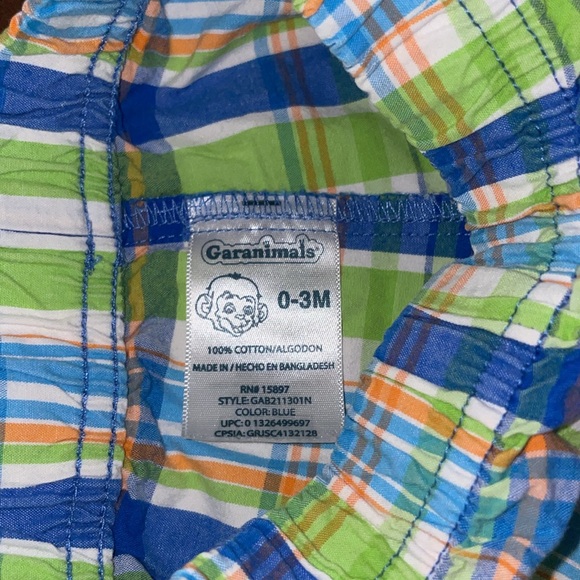 Garanimals®
0-3M
100% COTTON/ALGODON
MADE IN / HECHO EN BANGLADESH
RN# 15897
STYLE: GAB211301N
COLOR: BLUE
UPC: 0 1326499697
CPSIA: GIUSC4132128